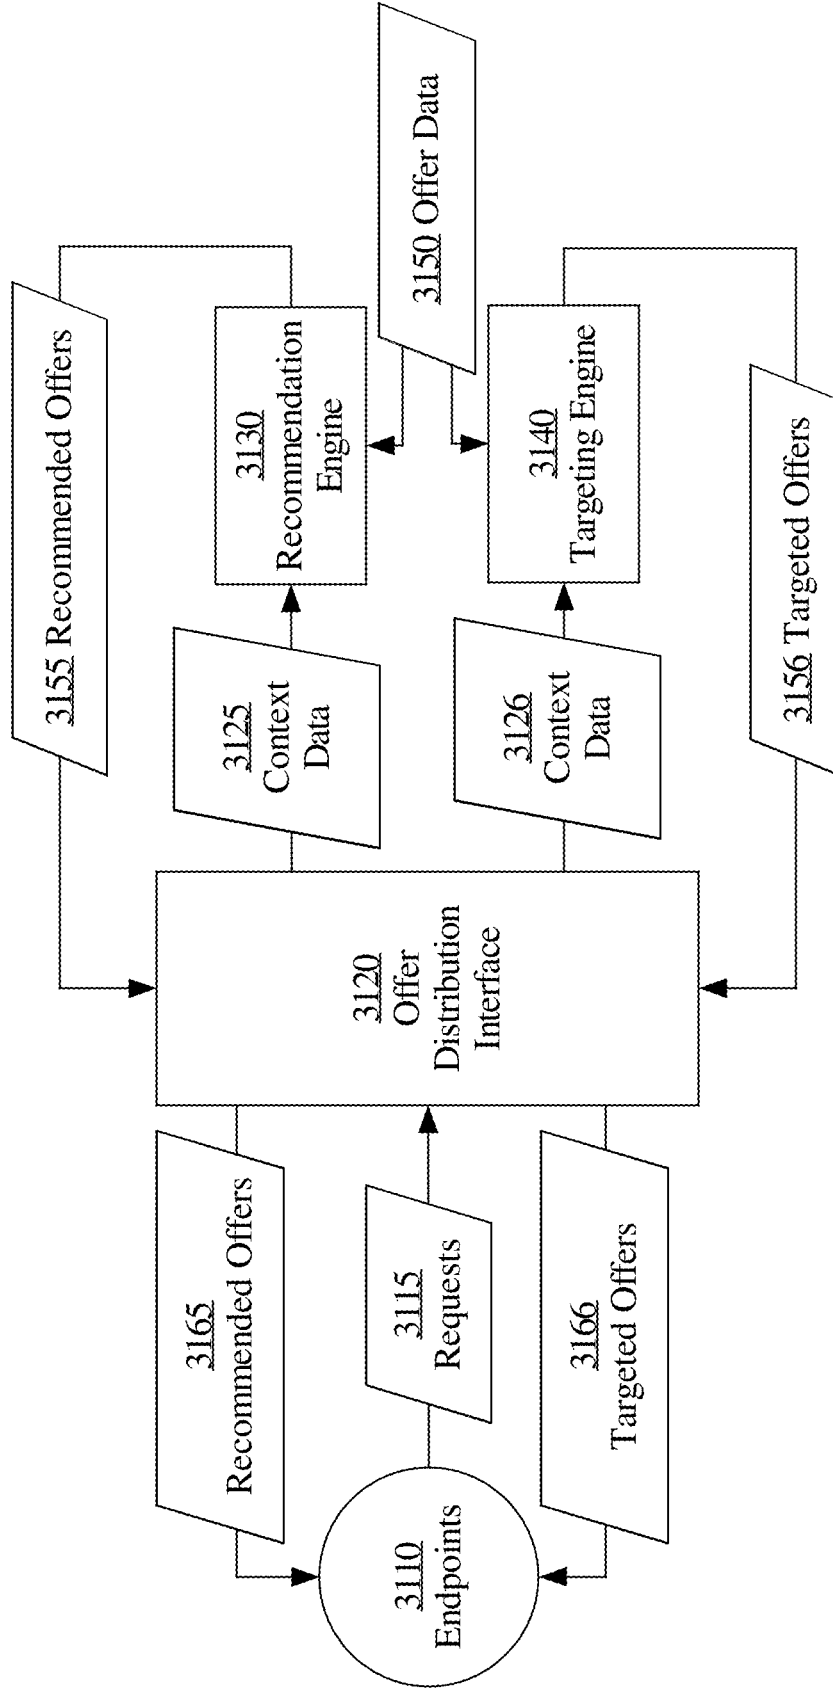 3155 Recommended Offers
3165
Recommended Offers
3125
Context
Data
3130
Recommendation
Engine
3110
Endpoints
3115
Requests
3120
Offer
Distribution
Interface
3150 Offer Data
3166
Targeted Offers
3126
Context
Data
3140
Targeting Engine
3156 Targeted Offers